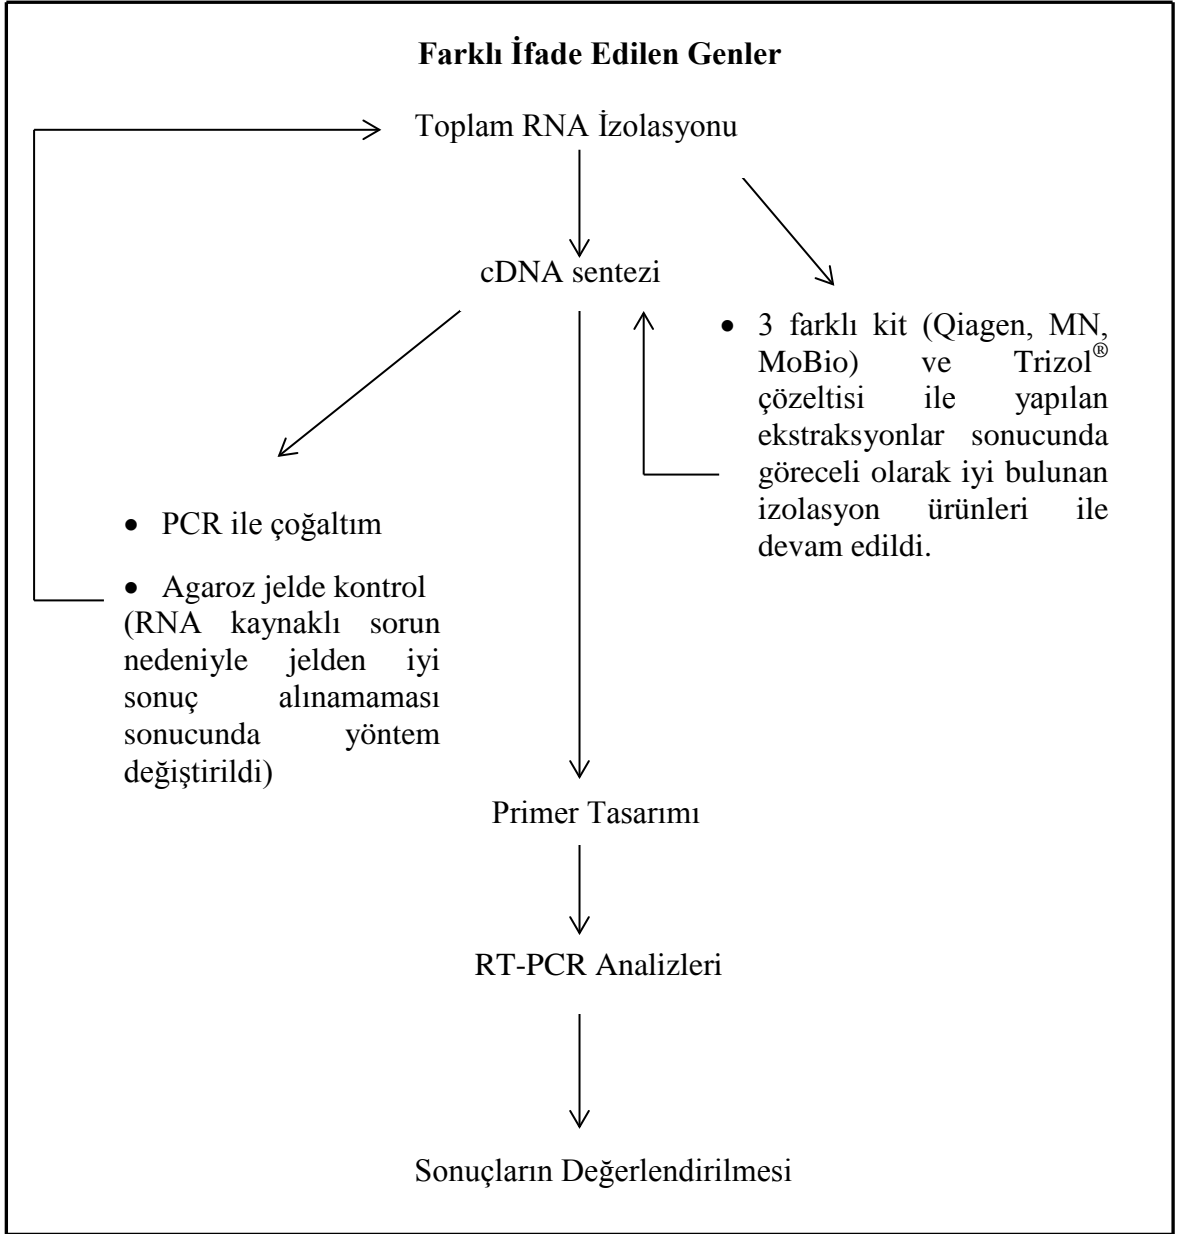 Farklı İfade Edilen Genler
Toplam RNA İzolasyonu
cDNA sentezi
• 3 farklı kit (Qiagen, MN,
MoBio) ve Trizol®
çözeltisi ile yapılan
ekstraksyonlar sonucunda
göreceli olarak iyi bulunan
izolasyon ürünleri ile
devam edildi.
• PCR ile çoğaltım
• Agaroz jelde kontrol
(RNA kaynaklı sorun
nedeniyle jelden iyi
sonuç alınamaması
sonucunda yöntem
değiştirildi)
Primer Tasarımı
RT-PCR Analizleri
Sonuçların Değerlendirilmesi